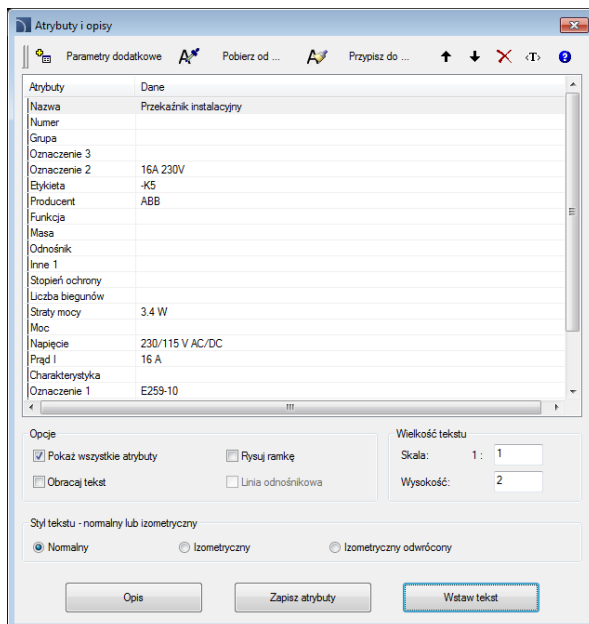 Atrybuty i opisy
Parametry dodatkowe Pobierz od ... Przypisz do ... <T> ?
Atrybuty Dane
Nazwa Przekaźnik instalacyjny
Numer
Grupa
Oznaczenie 3
Oznaczenie 2 16A 230V
Etykieta -K5
Producent ABB
Funkcja
Masa
Odnośnik
Inne 1
Stopień ochrony
Liczba biegunów
Straty mocy 3.4 W
Moc
Napięcie 230/115 V AC/DC
Prąd I 16 A
Charakterystyka
Oznaczenie 1 E259-10
Opcje Wielkość tekstu
Pokaż wszystkie atrybuty Rysuj ramkę Skala: 1 : 1
Obracaj tekst Linia odnośnikowa Wysokość: 2
Styl tekstu - normalny lub izometryczny
Normalny Izometryczny Izometryczny odwrócony
Opis Zapisz atrybuty Wstaw tekst